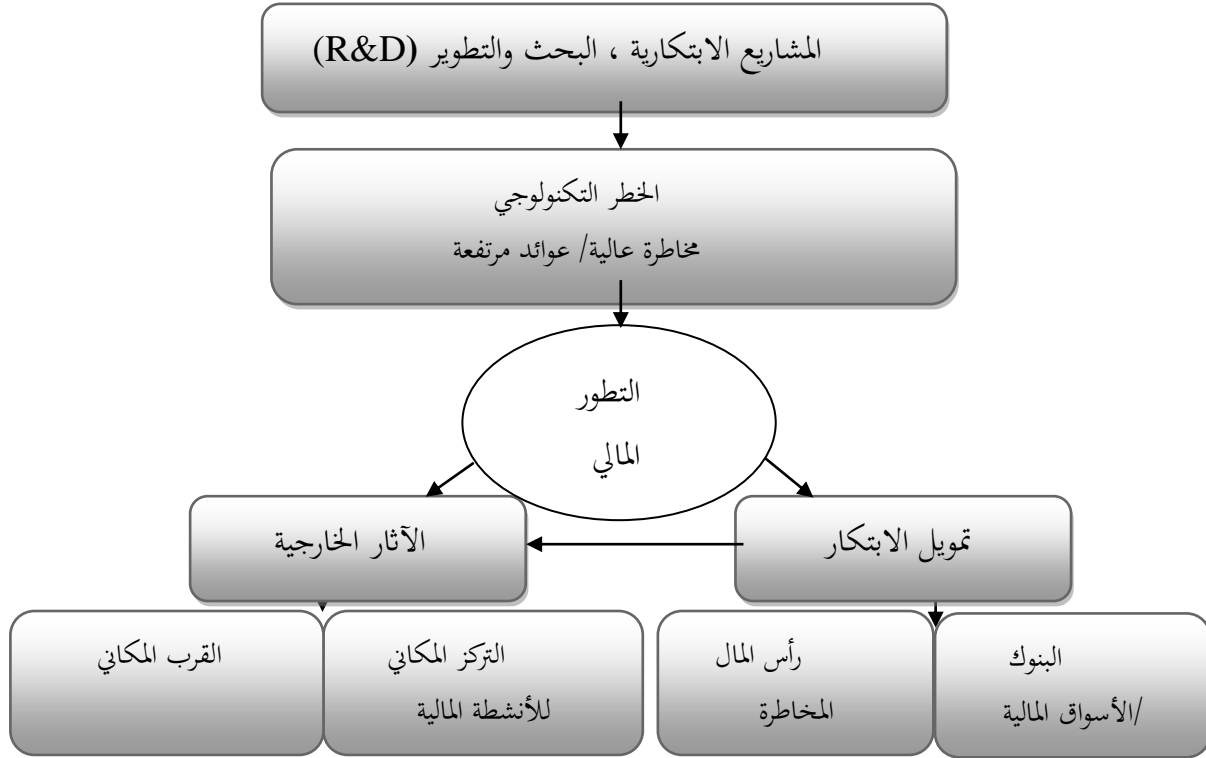 المشاريع الابتكارية ، البحث والتطوير (R&D)
الخطر التكنولوجي
مخاطرة عالية/ عوائد مرتفعة
التطور
المالي
تمويل الابتكار
الآثار الخارجية
البنوك
/الأسواق المالية
رأس المال
المخاطرة
التركز المكاني
للأنشطة المالية
القرب المكاني